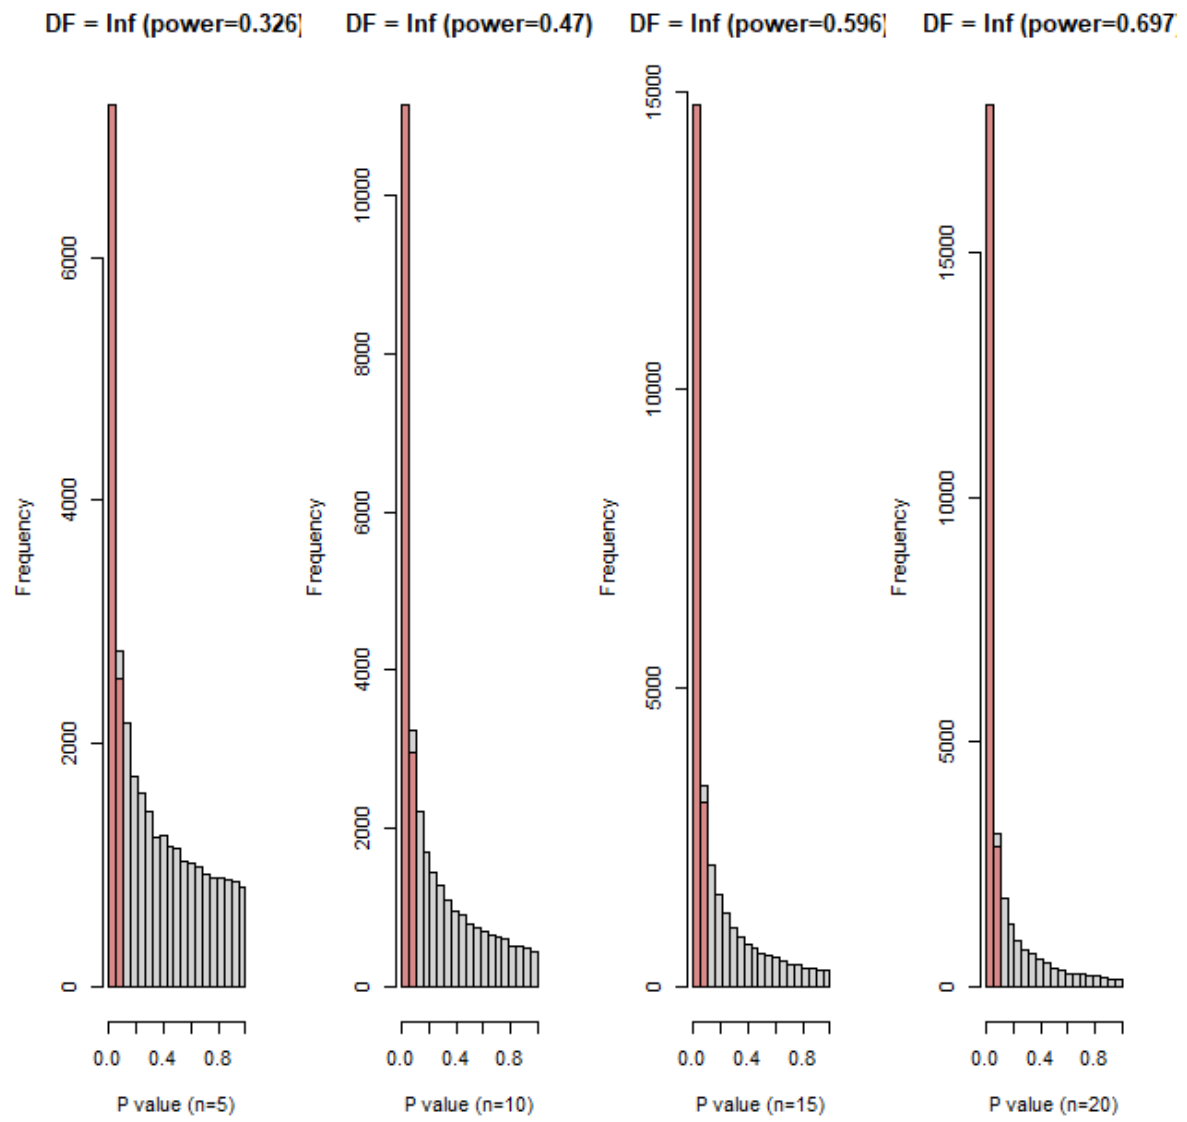 DF = Inf (power=0.326)
Frequency
0
2000
4000
6000
0.0 0.4 0.8
P value (n=5)
DF = Inf (power=0.47)
Frequency
0
2000
4000
6000
8000
10000
0.0 0.4 0.8
P value (n=10)
DF = Inf (power=0.596)
Frequency
0
5000
10000
15000
0.0 0.4 0.8
P value (n=15)
DF = Inf (power=0.697)
Frequency
0
5000
10000
15000
0.0 0.4 0.8
P value (n=20)